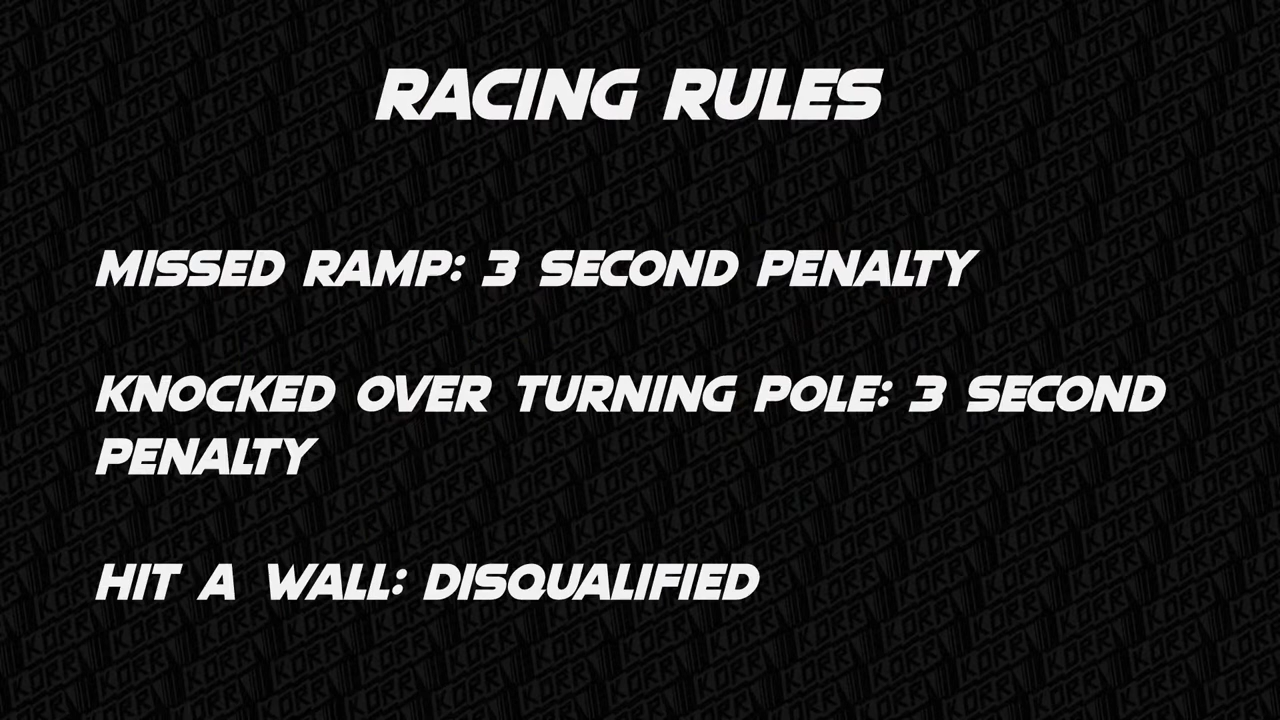 RACING RULES
MISSED RAMP: 3 SECOND PENALTY
KNOCKED OVER TURNING POLE: 3 SECOND
PENALTY
HIT A WALL: DISQUALIFIED